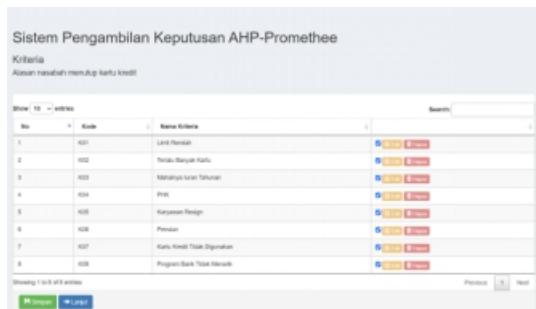 Sistem Pengambilan Keputusan AHP-Promethee
Kriteria
Alasan nasabah menutup kartu kredit
Show 10 entries
Search:
No Kode Nama Kriteria
1 K01 Limit Rendah
2 K02 Terlalu Banyak Kartu
3 K03 Mahalnya Iuran Tahunan
4 K04 PHK
5 K05 Karyawan Resign
6 K06 Pensiun
7 K07 Kartu Kredit Tidak Digunakan
8 K08 Program Bank Tidak Menarik
Showing 1 to 8 of 8 entries
Previous 1 Next
Simpan Lanjut